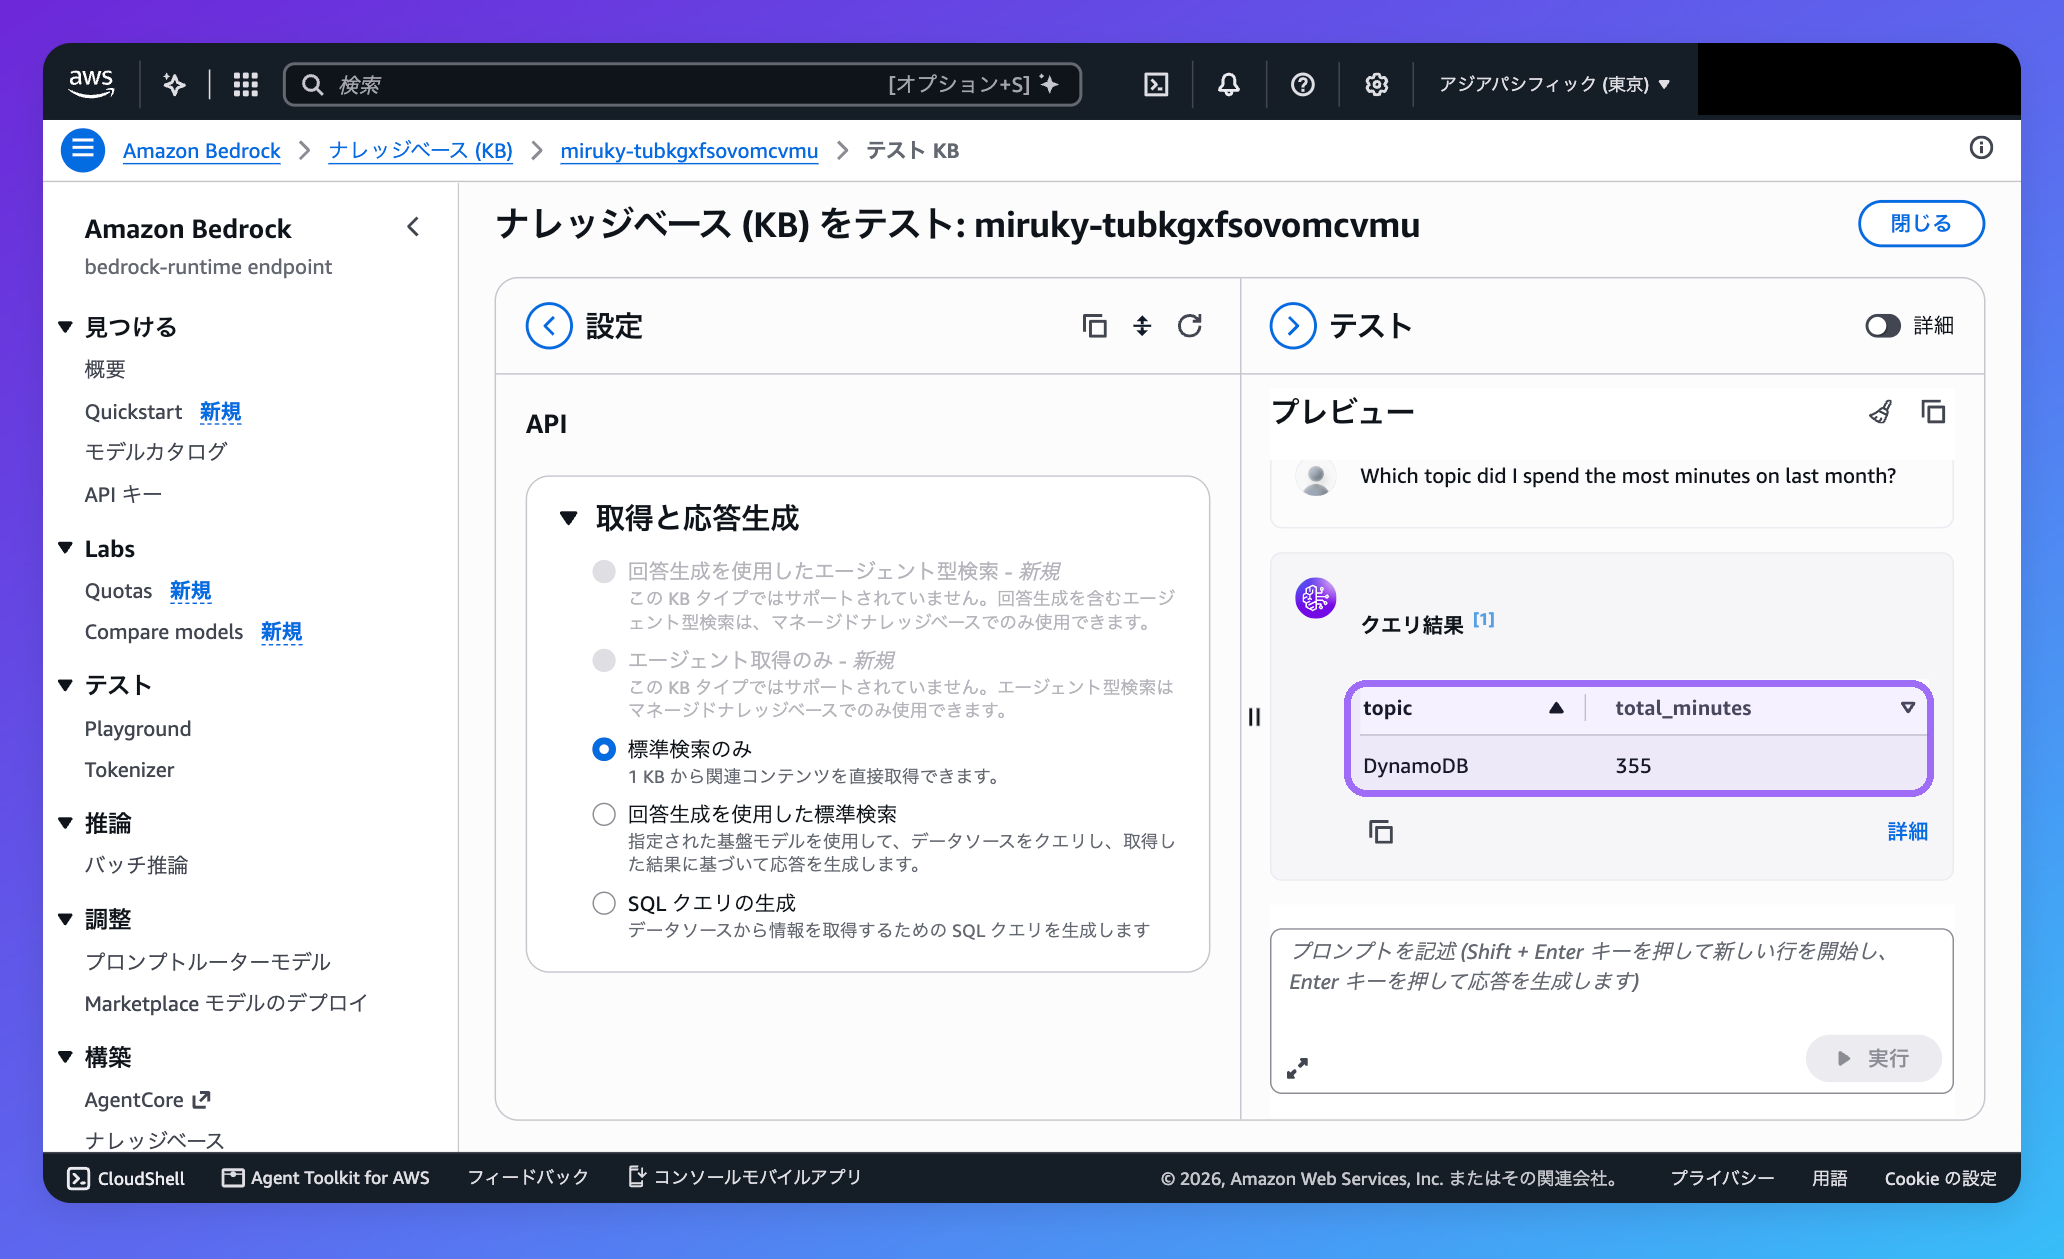 aws
検索
[オプション+S]
アジアパシフィック (東京) ▼
Amazon Bedrock > ナレッジベース (KB) > miruky-tubkgxfsovomcvmu > テスト KB
Amazon Bedrock
bedrock-runtime endpoint
▼ 見つける
概要
Quickstart 新規
モデルカタログ
API キー
▼ Labs
Quotas 新規
Compare models 新規
▼ テスト
Playground
Tokenizer
▼ 推論
バッチ推論
▼ 調整
プロンプトルーターモデル
Marketplace モデルのデプロイ
▼ 構築
AgentCore
ナレッジベース
ナレッジベース (KB) をテスト: miruky-tubkgxfsovomcvmu
閉じる
設定
API
▼ 取得と応答生成
回答生成を使用したエージェント型検索 - 新規
この KB タイプではサポートされていません。回答生成を含むエージ
ェント型検索は、マネージドナレッジベースでのみ使用できます。
エージェント取得のみ - 新規
この KB タイプではサポートされていません。エージェント型検索は
マネージドナレッジベースでのみ使用できます。
標準検索のみ
1 KB から関連コンテンツを直接取得できます。
回答生成を使用した標準検索
指定された基盤モデルを使用して、データソースをクエリし、取得し
た結果に基づいて応答を生成します。
SQL クエリの生成
データソースから情報を取得するための SQL クエリを生成します
テスト
詳細
プレビュー
Which topic did I spend the most minutes on last month?
クエリ結果 [1]
topic total_minutes
DynamoDB 355
詳細
プロンプトを記述 (Shift + Enter キーを押して新しい行を開始し、
Enter キーを押して応答を生成します)
実行
CloudShell Agent Toolkit for AWS フィードバック コンソールモバイルアプリ
© 2026, Amazon Web Services, Inc. またはその関連会社。 プライバシー 用語 Cookie の設定